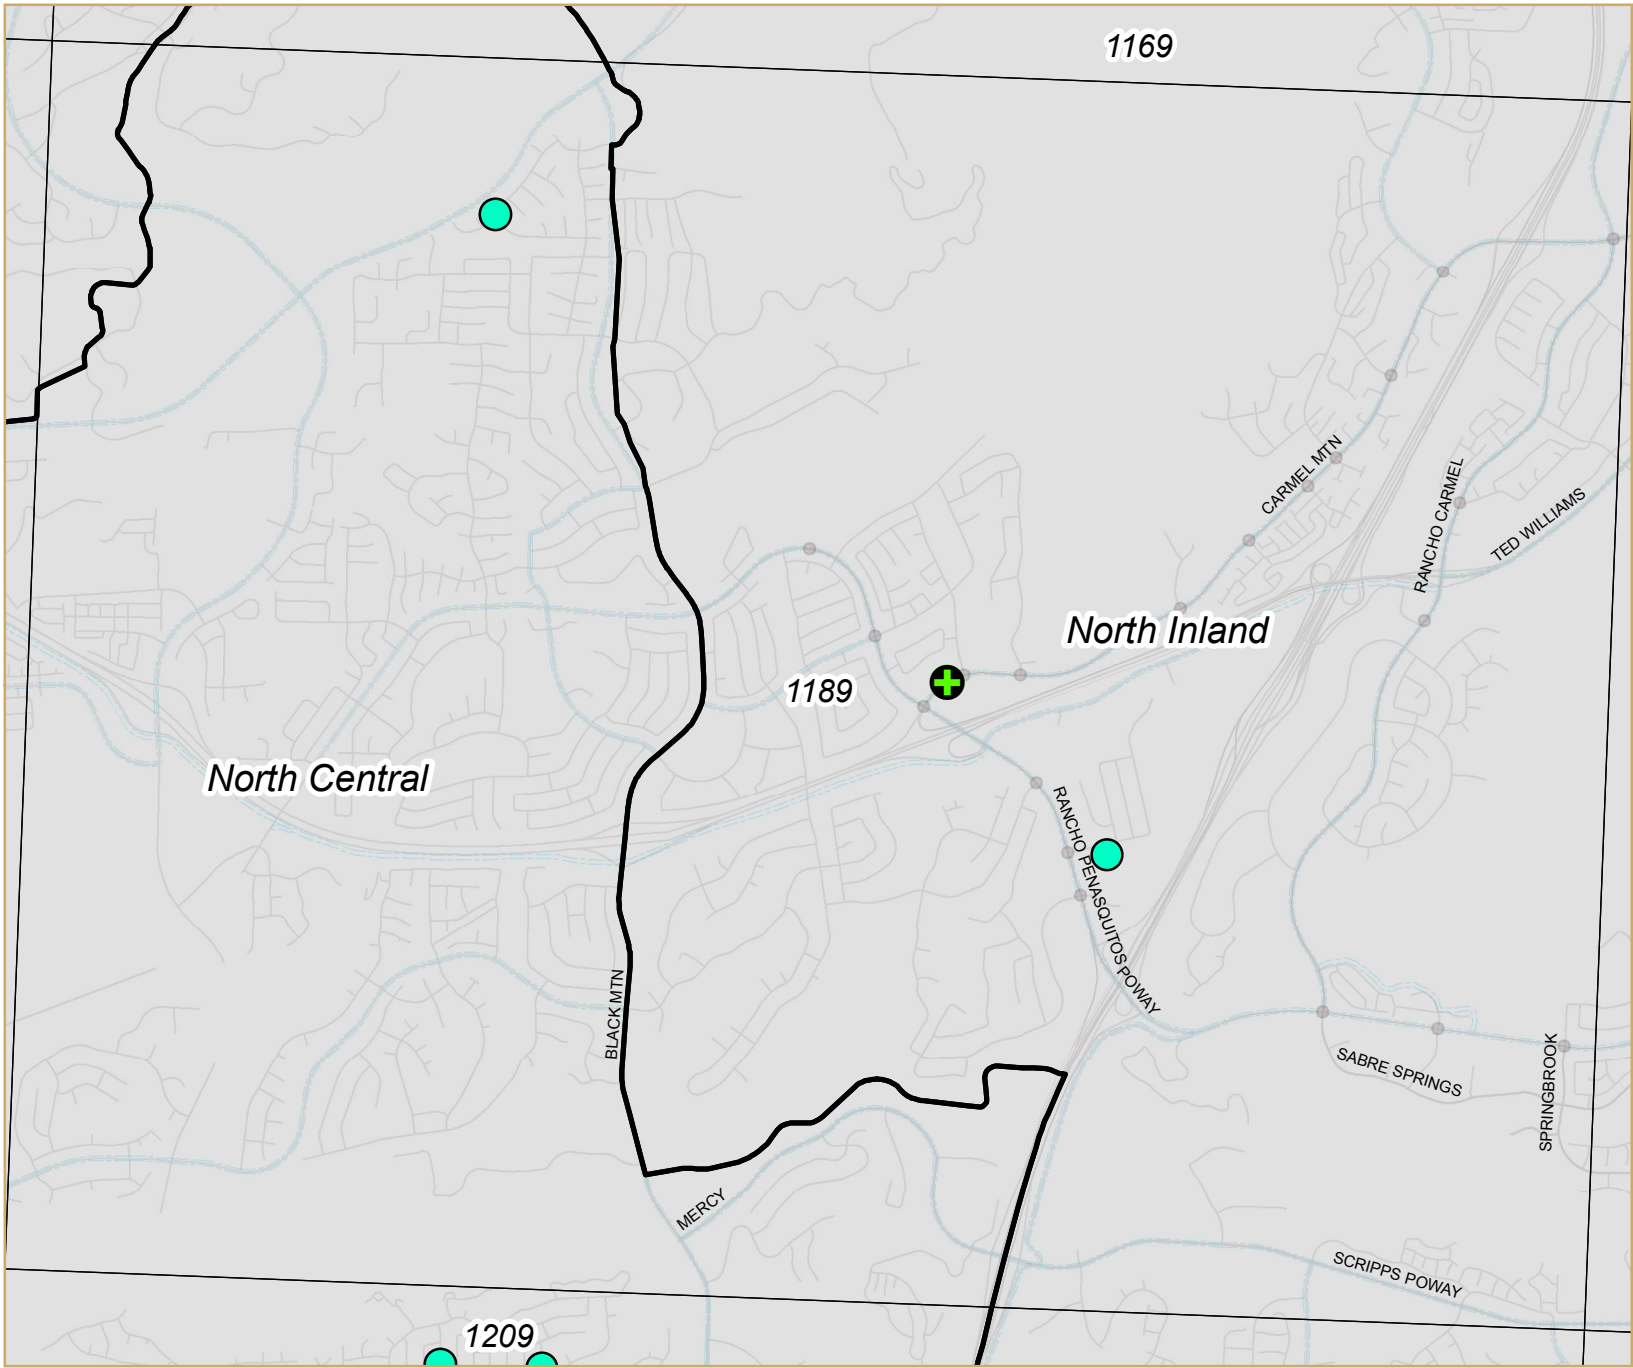 1169
CARMEL MTN
RANCHO CARMEL
TED WILLIAMS
North Inland
1189
North Central
RANCHO PENASQUITOS POWAY
BLACK MTN
SABRE SPRINGS
SPRINGBROOK
MERCY
SCRIPPS POWAY
1209